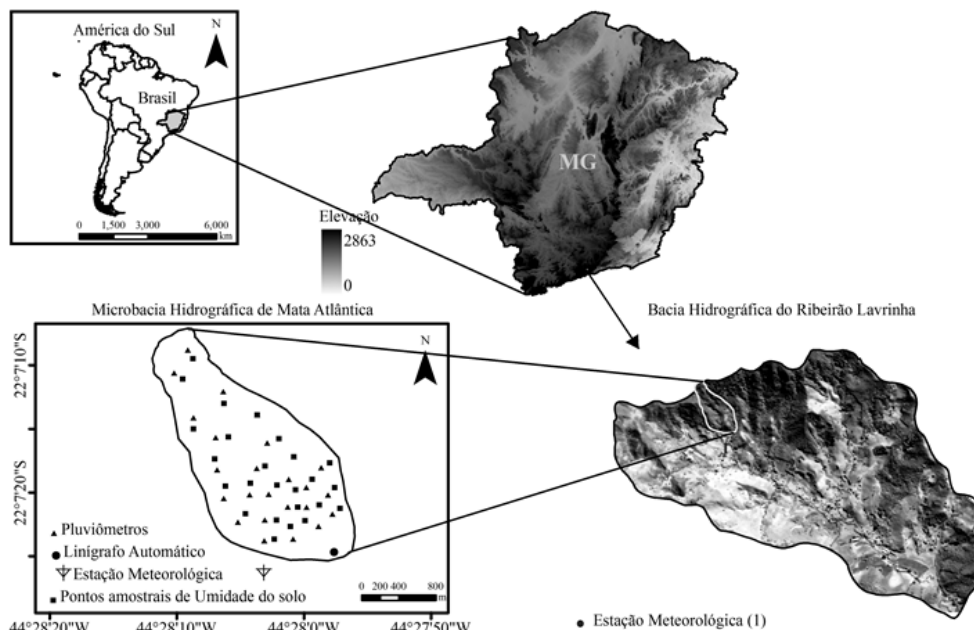 América do Sul
N
Brasil
0 1,500 3,000 6,000
km
MG
Elevação
2863
0
Microbacia Hidrográfica de Mata Atlântica
Bacia Hidrográfica do Ribeirão Lavrinha
N
22°7'10"S
22°7'20"S
Pluviômetros
Linígrafo Automático
Estação Meteorológica
Pontos amostrais de Umidade do solo
0 200 400 800
m
44°28'20"W 44°28'10"W 44°28'0"W 44°27'50"W
Estação Meteorológica (1)